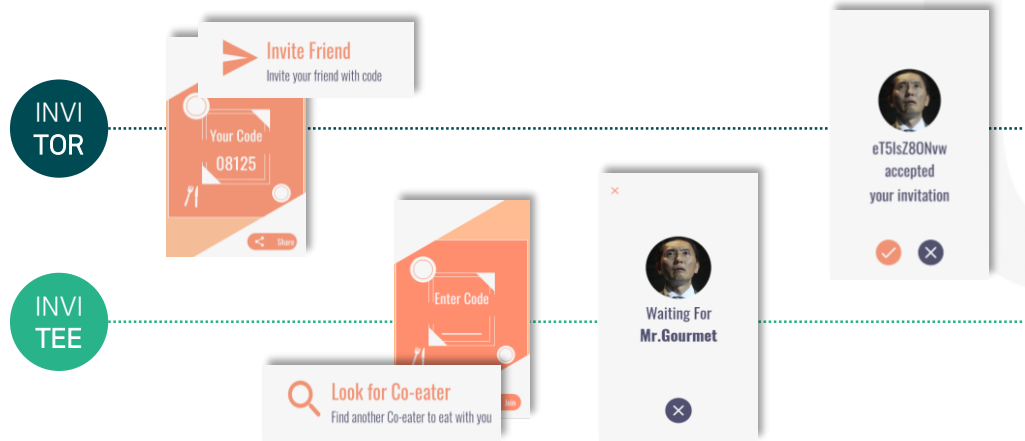 INVI
TOR
Invite Friend
Invite your friend with code
Your Code
08125
Share
eT5IsZ8ONvw
accepted
your invitation
INVI
TEE
Enter Code
Join
Look for Co-eater
Find another Co-eater to eat with you
Waiting For
Mr.Gourmet